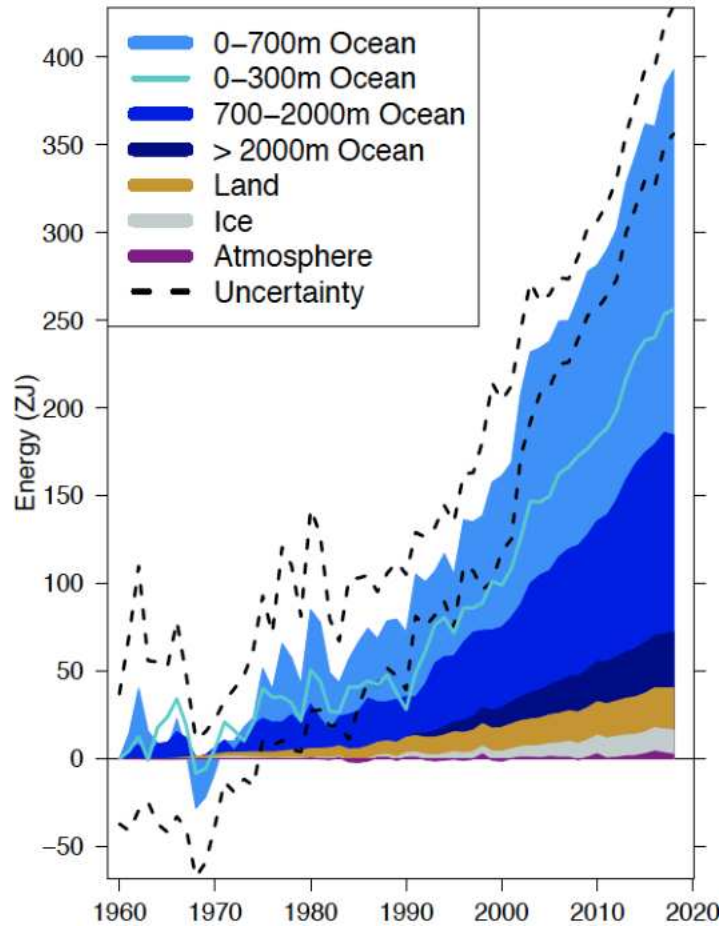 0–700m Ocean
0–300m Ocean
700–2000m Ocean
> 2000m Ocean
Land
Ice
Atmosphere
Uncertainty
Energy (ZJ)
400
350
300
250
200
150
100
50
0
−50
1960 1970 1980 1990 2000 2010 2020